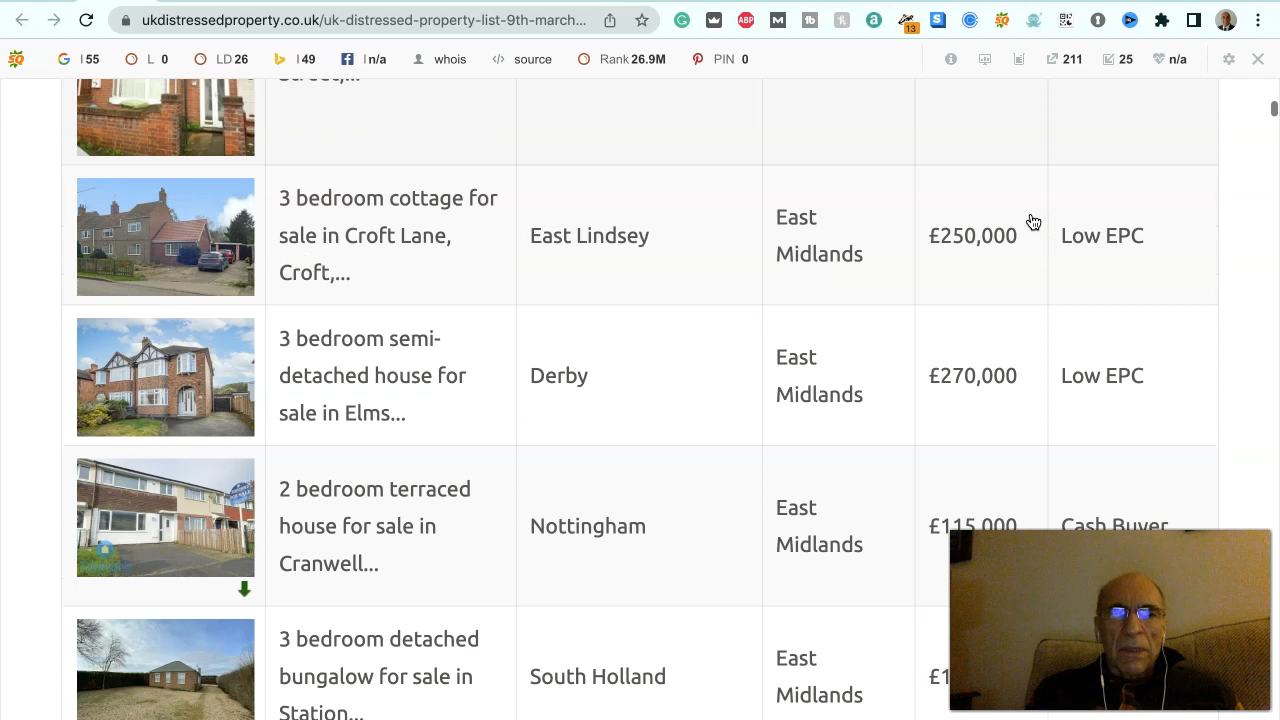 ukdistressedproperty.co.uk/uk-distressed-property-list-9th-march...
ABP
13
I 55
L 0
LD 26
I 49
I n/a
whois
source
Rank 26.9M
PIN 0
211
25
n/a
3 bedroom cottage for
sale in Croft Lane,
Croft,...
East Lindsey
East
Midlands
£250,000
Low EPC
3 bedroom semi-
detached house for
sale in Elms...
Derby
East
Midlands
£270,000
Low EPC
2 bedroom terraced
house for sale in
Cranwell...
Nottingham
East
Midlands
£115,000
Cash Buyer
3 bedroom detached
bungalow for sale in
Station...
South Holland
East
Midlands
£1